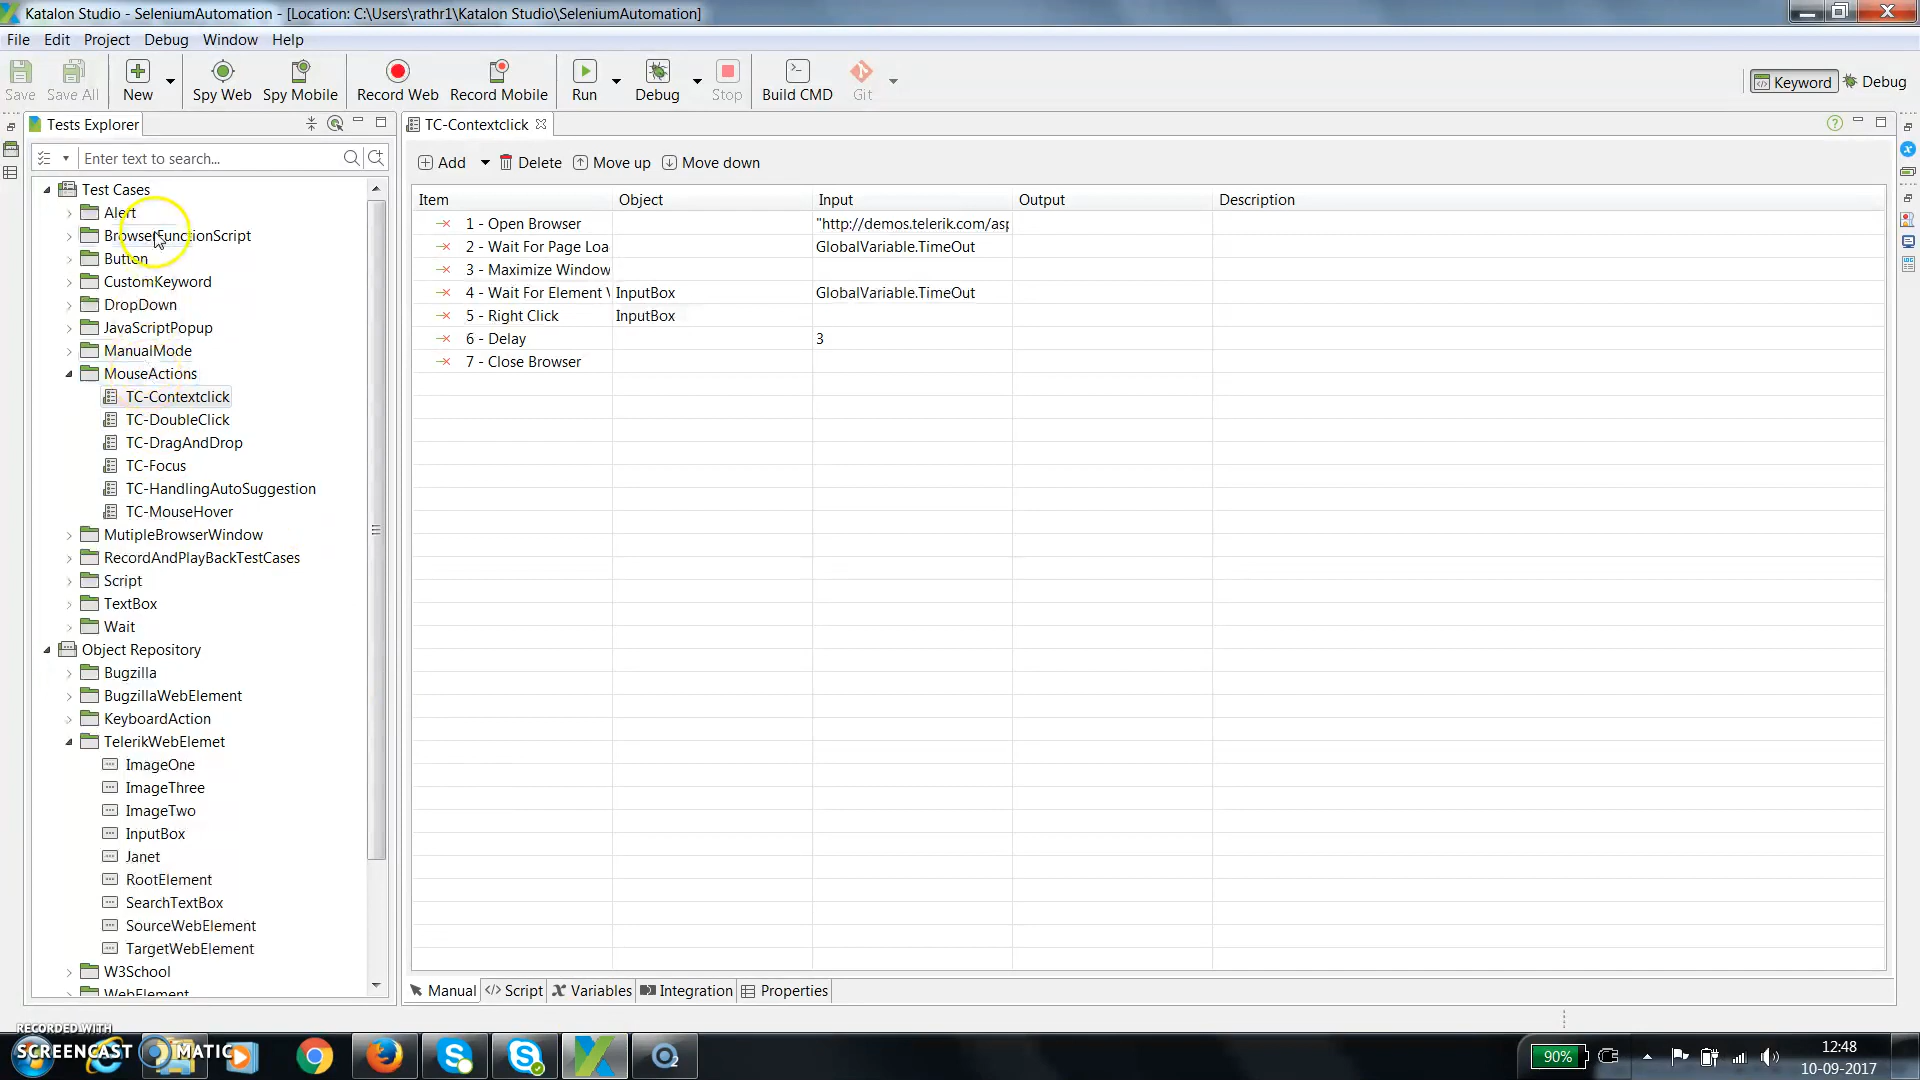 Katalon Studio - SeleniumAutomation - [Location: C:\Users\rathr1\Katalon Studio\SeleniumAutomation]
File Edit Project Debug Window Help
Save Save All New Spy Web Spy Mobile Record Web Record Mobile Run Debug Stop Build CMD Git Keyword Debug
Tests Explorer
TC-Contextclick
Enter text to search...
Add Delete Move up Move down
Test Cases
Alert
BrowserFunctionScript
Button
CustomKeyword
DropDown
JavaScriptPopup
ManualMode
MouseActions
TC-Contextclick
TC-DoubleClick
TC-DragAndDrop
TC-Focus
TC-HandlingAutoSuggestion
TC-MouseHover
MutipleBrowserWindow
RecordAndPlayBackTestCases
Script
TextBox
Wait
Object Repository
Bugzilla
BugzillaWebElement
KeyboardAction
TelerikWebElemet
ImageOne
ImageThree
ImageTwo
InputBox
Janet
RootElement
SearchTextBox
SourceWebElement
TargetWebElement
W3School
WebElement
Item Object Input Output Description
1 - Open Browser "http://demos.telerik.com/asp
2 - Wait For Page Loa GlobalVariable.TimeOut
3 - Maximize Window
4 - Wait For Element V InputBox GlobalVariable.TimeOut
5 - Right Click InputBox
6 - Delay 3
7 - Close Browser
Manual Script Variables Integration Properties
RECORDED WITH
SCREENCAST MATIC
90%
12:48
10-09-2017